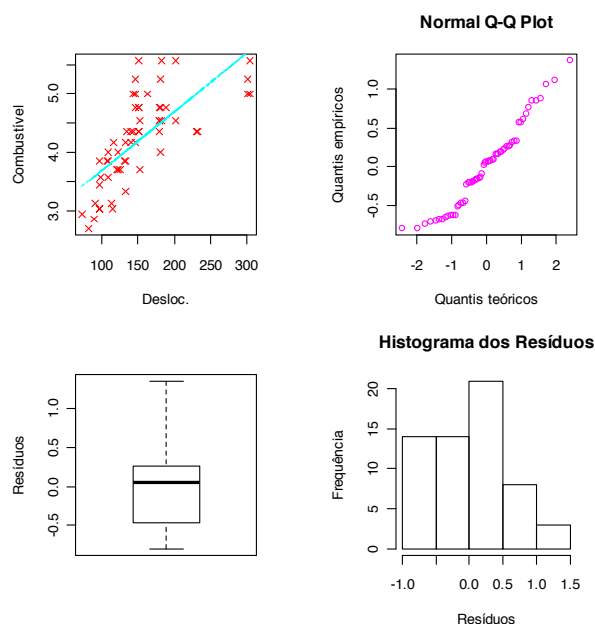 Combustível
5.0
4.0
3.0
100 150 200 250 300
Desloc.
Normal Q-Q Plot
Quantis empíricos
1.0
0.5
0.0
-0.5
-2 -1 0 1 2
Quantis teóricos
Resíduos
1.0
0.5
0.0
-0.5
Histograma dos Resíduos
Frequência
20
15
10
5
0
-1.0 0.0 0.5 1.0 1.5
Resíduos